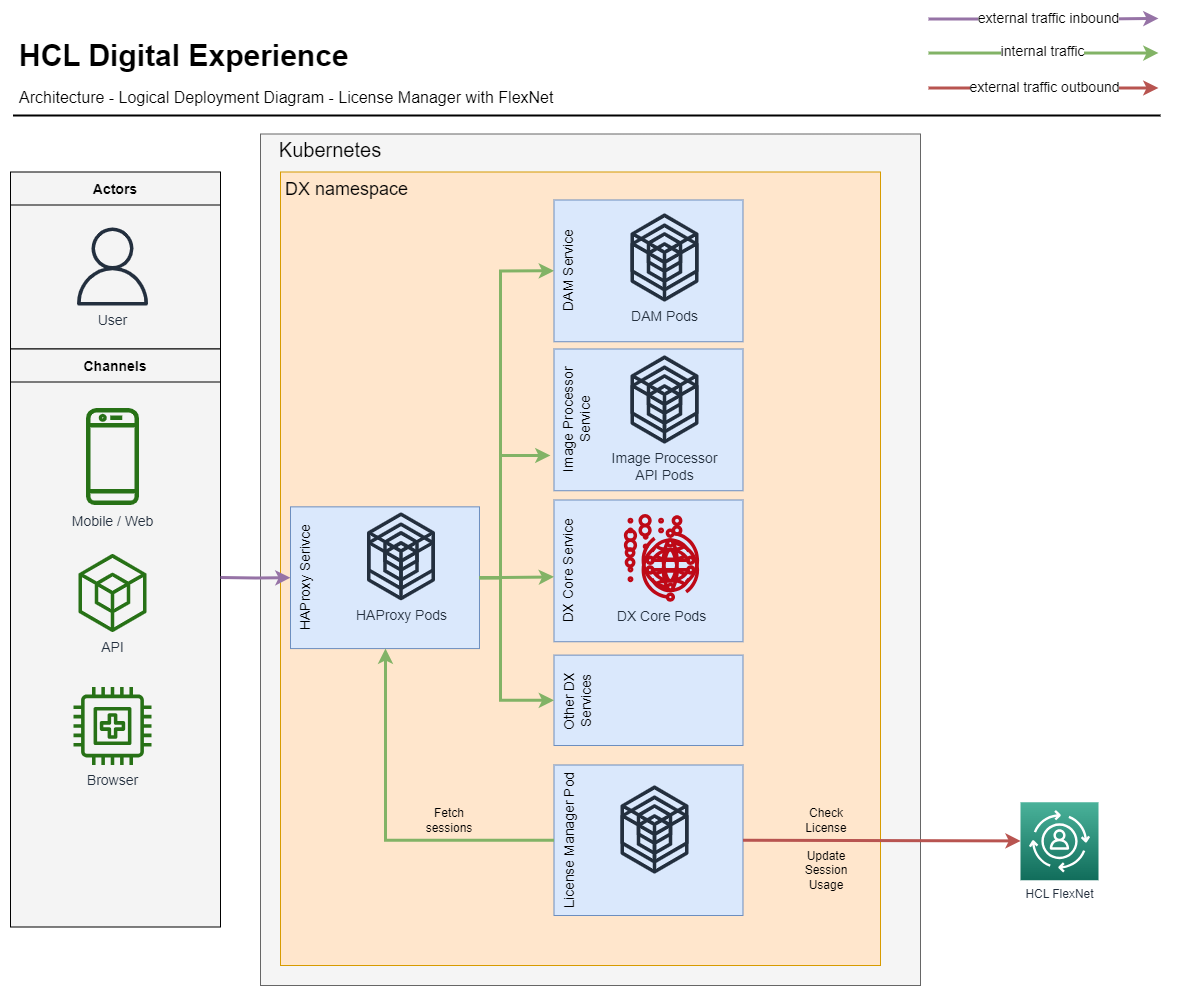 external traffic inbound
internal traffic
external traffic outbound
HCL Digital Experience
Architecture - Logical Deployment Diagram - License Manager with FlexNet
Actors
User
Channels
Mobile / Web
API
Browser
Kubernetes
DX namespace
HAProxy Serivce
HAProxy Pods
DAM Service
DAM Pods
Image Processor
Service
Image Processor
API Pods
DX Core Service
DX Core Pods
Other DX
Services
License Manager Pod
Fetch
sessions
Check
License
Update
Session
Usage
HCL FlexNet